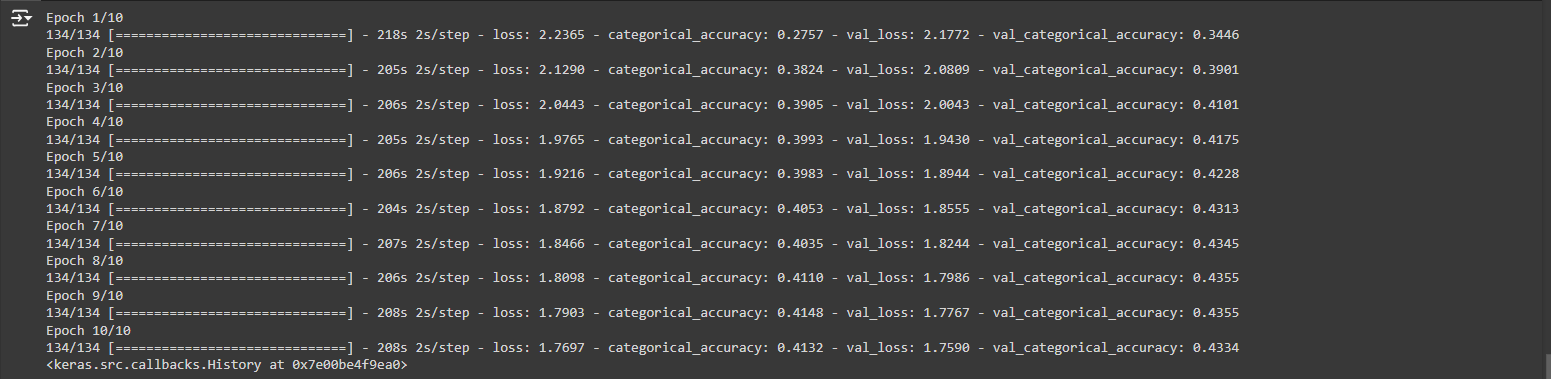 Epoch 1/10
134/134 [==============================] - 218s 2s/step - loss: 2.2365 - categorical_accuracy: 0.2757 - val_loss: 2.1772 - val_categorical_accuracy: 0.3446
Epoch 2/10
134/134 [==============================] - 205s 2s/step - loss: 2.1290 - categorical_accuracy: 0.3824 - val_loss: 2.0809 - val_categorical_accuracy: 0.3901
Epoch 3/10
134/134 [==============================] - 206s 2s/step - loss: 2.0443 - categorical_accuracy: 0.3905 - val_loss: 2.0043 - val_categorical_accuracy: 0.4101
Epoch 4/10
134/134 [==============================] - 205s 2s/step - loss: 1.9765 - categorical_accuracy: 0.3993 - val_loss: 1.9430 - val_categorical_accuracy: 0.4175
Epoch 5/10
134/134 [==============================] - 206s 2s/step - loss: 1.9216 - categorical_accuracy: 0.3983 - val_loss: 1.8944 - val_categorical_accuracy: 0.4228
Epoch 6/10
134/134 [==============================] - 204s 2s/step - loss: 1.8792 - categorical_accuracy: 0.4053 - val_loss: 1.8555 - val_categorical_accuracy: 0.4313
Epoch 7/10
134/134 [==============================] - 207s 2s/step - loss: 1.8466 - categorical_accuracy: 0.4035 - val_loss: 1.8244 - val_categorical_accuracy: 0.4345
Epoch 8/10
134/134 [==============================] - 206s 2s/step - loss: 1.8098 - categorical_accuracy: 0.4110 - val_loss: 1.7986 - val_categorical_accuracy: 0.4355
Epoch 9/10
134/134 [==============================] - 208s 2s/step - loss: 1.7903 - categorical_accuracy: 0.4148 - val_loss: 1.7767 - val_categorical_accuracy: 0.4355
Epoch 10/10
134/134 [==============================] - 208s 2s/step - loss: 1.7697 - categorical_accuracy: 0.4132 - val_loss: 1.7590 - val_categorical_accuracy: 0.4334
<keras.src.callbacks.History at 0x7e00be4f9ea0>